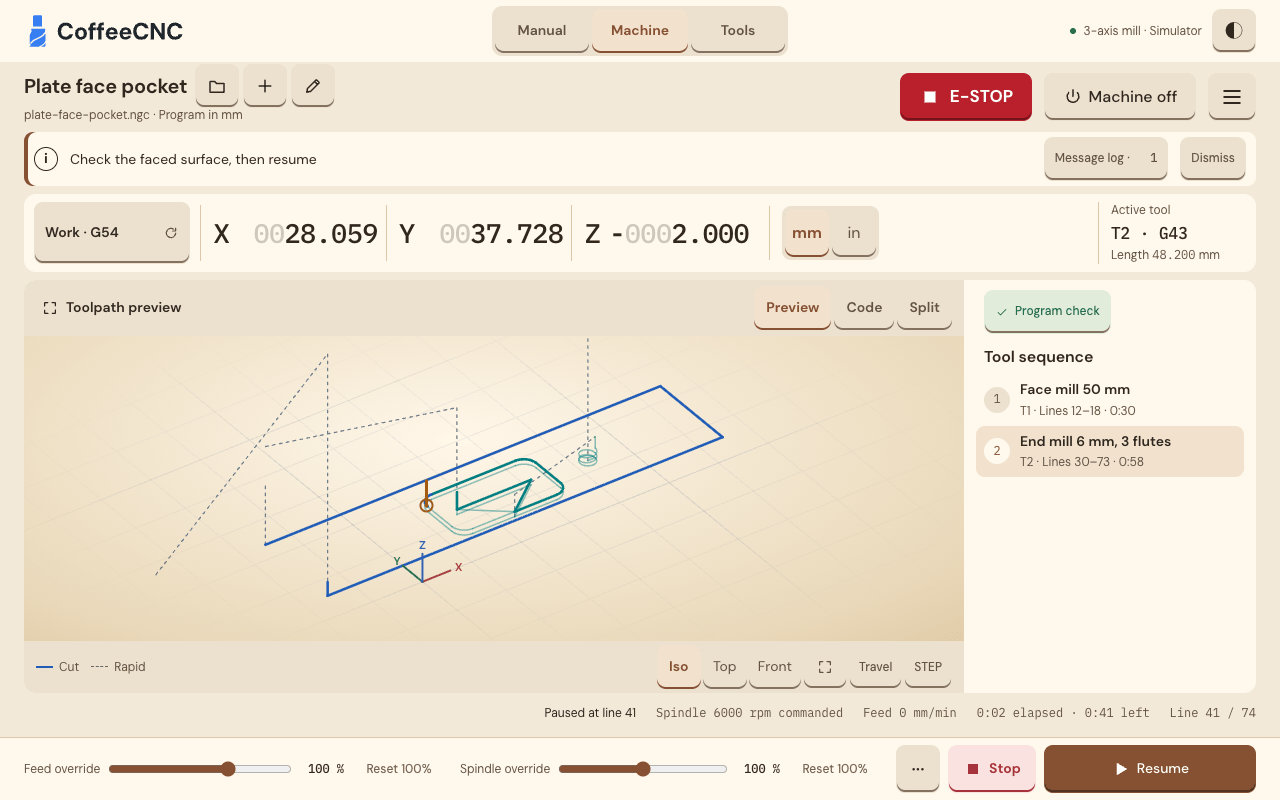 CoffeeCNC
Manual
Machine
Tools
3-axis mill · Simulator
Plate face pocket
plate-face-pocket.ngc · Program in mm
E-STOP
Machine off
i
Check the faced surface, then resume
Message log · 1
Dismiss
Work · G54
X 0028.059
Y 0037.728
Z -0002.000
mm
in
Active tool
T2 · G43
Length 48.200 mm
Toolpath preview
Preview
Code
Split
Z
Y
X
Cut
Rapid
Iso
Top
Front
Travel
STEP
Program check
Tool sequence
1
Face mill 50 mm
T1 · Lines 12–18 · 0:30
2
End mill 6 mm, 3 flutes
T2 · Lines 30–73 · 0:58
Paused at line 41
Spindle 6000 rpm commanded
Feed 0 mm/min
0:02 elapsed · 0:41 left
Line 41 / 74
Feed override
100 %
Reset 100%
Spindle override
100 %
Reset 100%
···
Stop
Resume